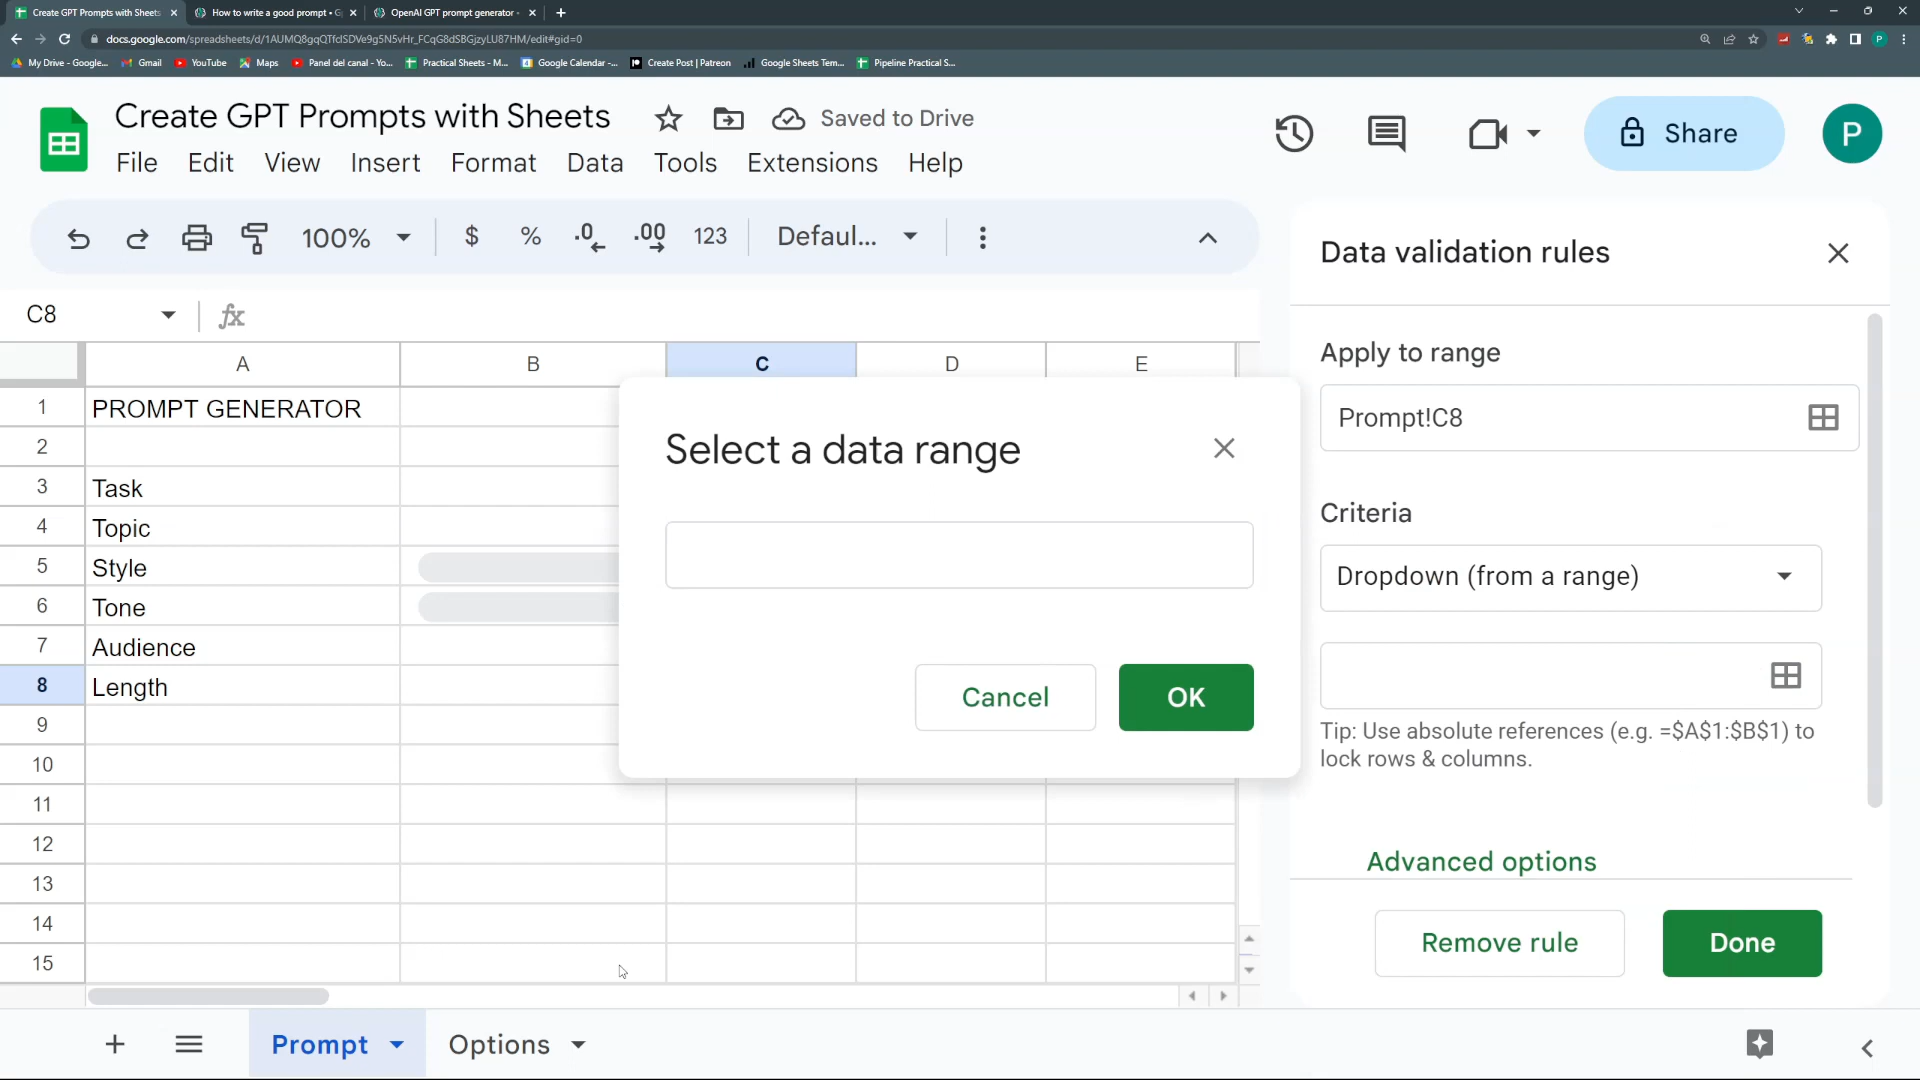 Create GPT Prompts with Sheets
How to write a good prompt • G
OpenAI GPT prompt generator -
docs.google.com/spreadsheets/d/1AUMQ8gqQTfclSDVe9g5N5vHr_FCqG8dSBGjzyLU87HM/edit#gid=0
My Drive - Google...
Gmail
YouTube
Maps
Panel del canal - Yo...
Practical Sheets - M...
Google Calendar -...
Create Post | Patreon
Google Sheets Tem...
Pipeline Practical S...
P
Create GPT Prompts with Sheets
Saved to Drive
File Edit View Insert Format Data Tools Extensions Help
Share
P
100% $ % .0 .00 123 Defaul...
C8
fx
A B C D E
1 PROMPT GENERATOR
2
3 Task
4 Topic
5 Style
6 Tone
7 Audience
8 Length
9
10
11
12
13
14
15
Select a data range
Cancel
OK
Data validation rules
Apply to range
Prompt!C8
Criteria
Dropdown (from a range)
Tip: Use absolute references (e.g. =$A$1:$B$1) to
lock rows & columns.
Advanced options
Remove rule
Done
Prompt
Options